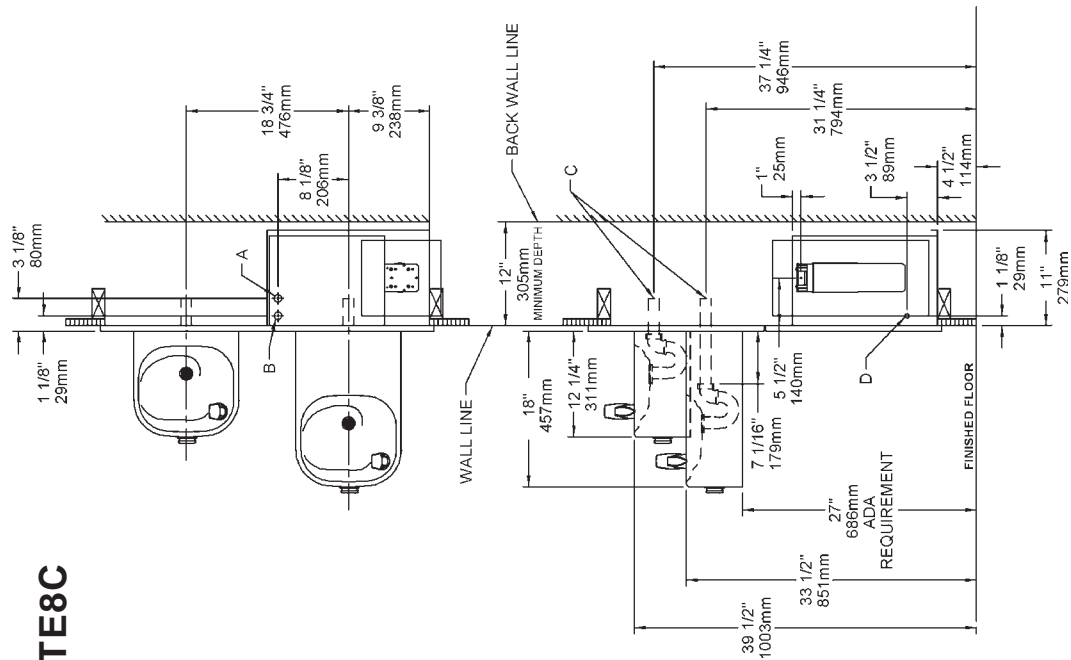 TE8C
3 1/8"
80mm
1 1/8"
29mm
A
B
18 3/4"
476mm
8 1/8"
206mm
9 3/8"
238mm
BACK WALL LINE
12"
305mm
MINIMUM DEPTH
WALL LINE
C
37 1/4"
946mm
31 1/4"
794mm
1"
25mm
3 1/2"
89mm
4 1/2"
114mm
1 1/8"
29mm
11"
279mm
18"
457mm
12 1/4"
311mm
7 1/16"
179mm
5 1/2"
140mm
D
FINISHED FLOOR
27"
686mm
ADA
REQUIREMENT
33 1/2"
851mm
39 1/2"
1003mm